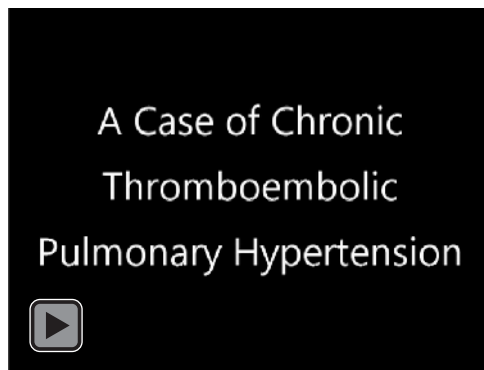 A Case of Chronic
Thromboembolic
Pulmonary Hypertension